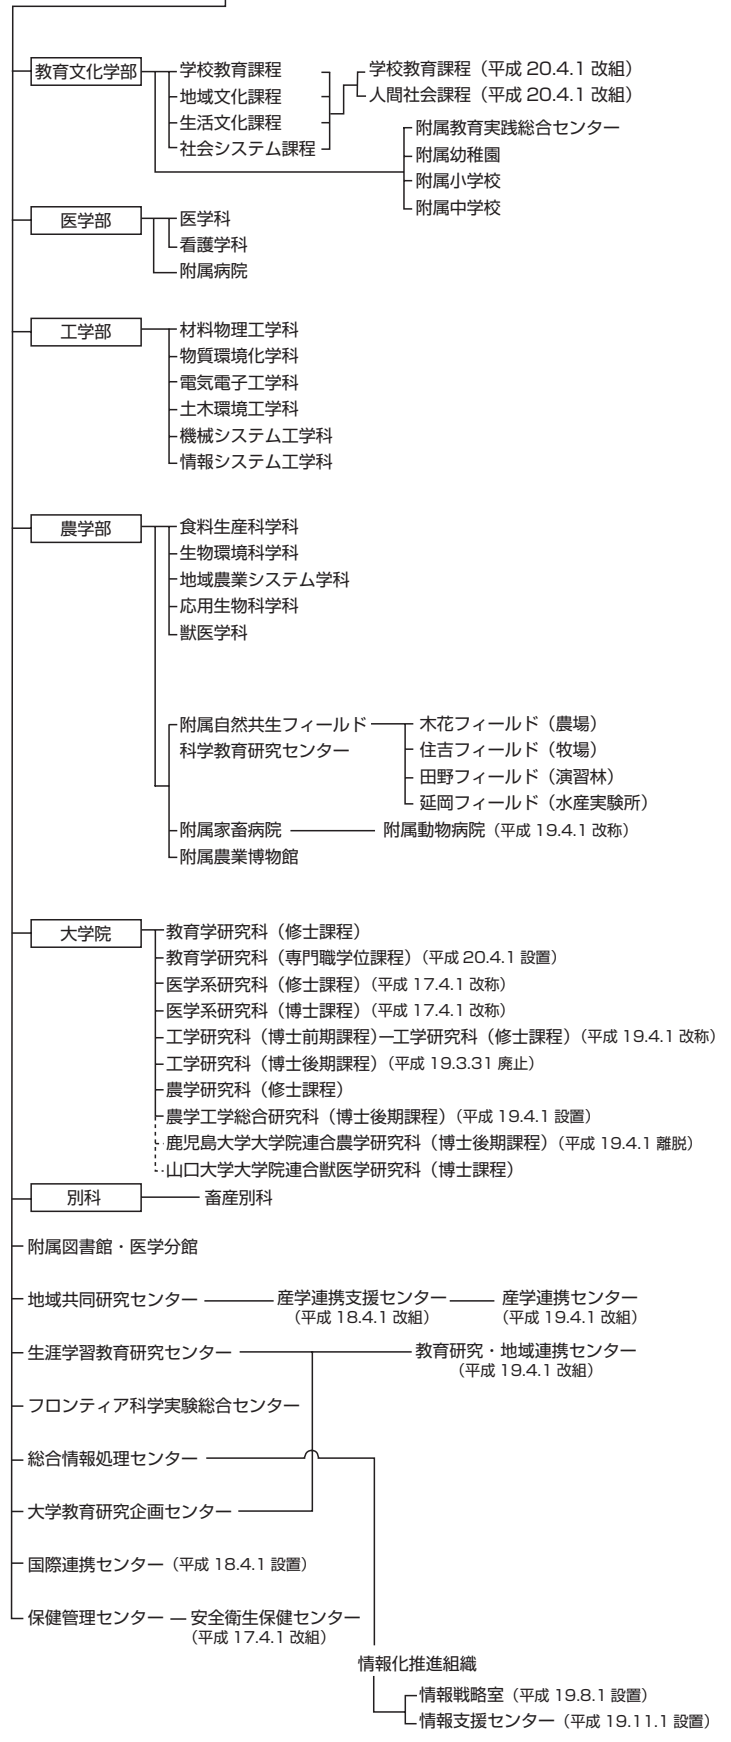 教育文化学部
学校教育課程
地域文化課程
生活文化課程
社会システム課程
学校教育課程（平成 20.4.1 改組）
人間社会課程（平成 20.4.1 改組）
附属教育実践総合センター
附属幼稚園
附属小学校
附属中学校
医学部
医学科
看護学科
附属病院
工学部
材料物理工学科
物質環境化学科
電気電子工学科
土木環境工学科
機械システム工学科
情報システム工学科
農学部
食料生産科学科
生物環境科学科
地域農業システム学科
応用生物科学科
獣医学科
附属自然共生フィールド
科学教育研究センター
木花フィールド（農場）
住吉フィールド（牧場）
田野フィールド（演習林）
延岡フィールド（水産実験所）
附属家畜病院 附属動物病院（平成 19.4.1 改称）
附属農業博物館
大学院
教育学研究科（修士課程）
教育学研究科（専門職学位課程）（平成 20.4.1 設置）
医学系研究科（修士課程）（平成 17.4.1 改称）
医学系研究科（博士課程）（平成 17.4.1 改称）
工学研究科（博士前期課程）―工学研究科（修士課程）（平成 19.4.1 改称）
工学研究科（博士後期課程）（平成 19.3.31 廃止）
農学研究科（修士課程）
農学工学総合研究科（博士後期課程）（平成 19.4.1 設置）
鹿児島大学大学院連合農学研究科（博士後期課程）（平成 19.4.1 離脱）
山口大学大学院連合獣医学研究科（博士課程）
別科 畜産別科
附属図書館・医学分館
地域共同研究センター 産学連携支援センター 産学連携センター
（平成 18.4.1 改組） （平成 19.4.1 改組）
生涯学習教育研究センター 教育研究・地域連携センター
（平成 19.4.1 改組）
フロンティア科学実験総合センター
総合情報処理センター
大学教育研究企画センター
国際連携センター（平成 18.4.1 設置）
保健管理センター ― 安全衛生保健センター
（平成 17.4.1 改組）
情報化推進組織
情報戦略室（平成 19.8.1 設置）
情報支援センター（平成 19.11.1 設置）